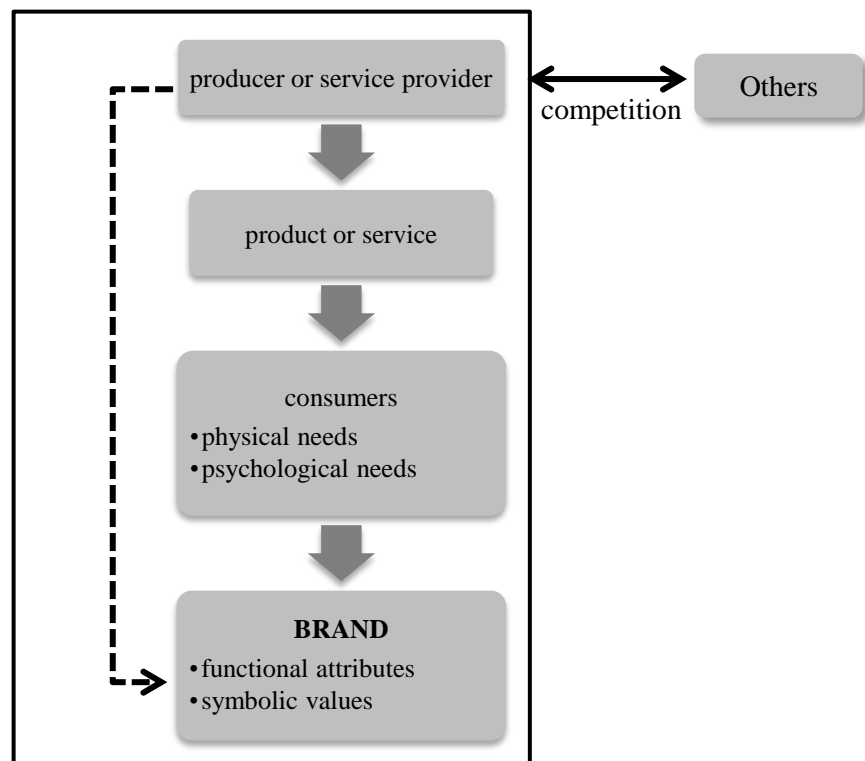 producer or service provider
Others
competition
product or service
consumers
•physical needs
•psychological needs
BRAND
•functional attributes
•symbolic values